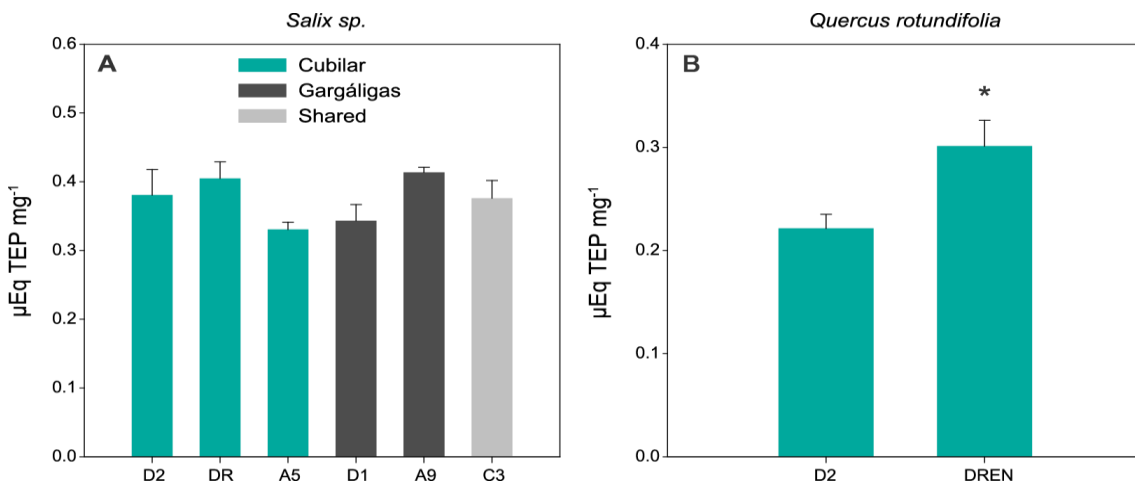 Salix sp.
A
Cubilar
Gargáligas
Shared
µEq TEP mg-1
0.6
0.5
0.4
0.3
0.2
0.1
0.0
D2 DR A5 D1 A9 C3
Quercus rotundifolia
B
*
µEq TEP mg-1
0.4
0.3
0.2
0.1
0.0
D2 DREN